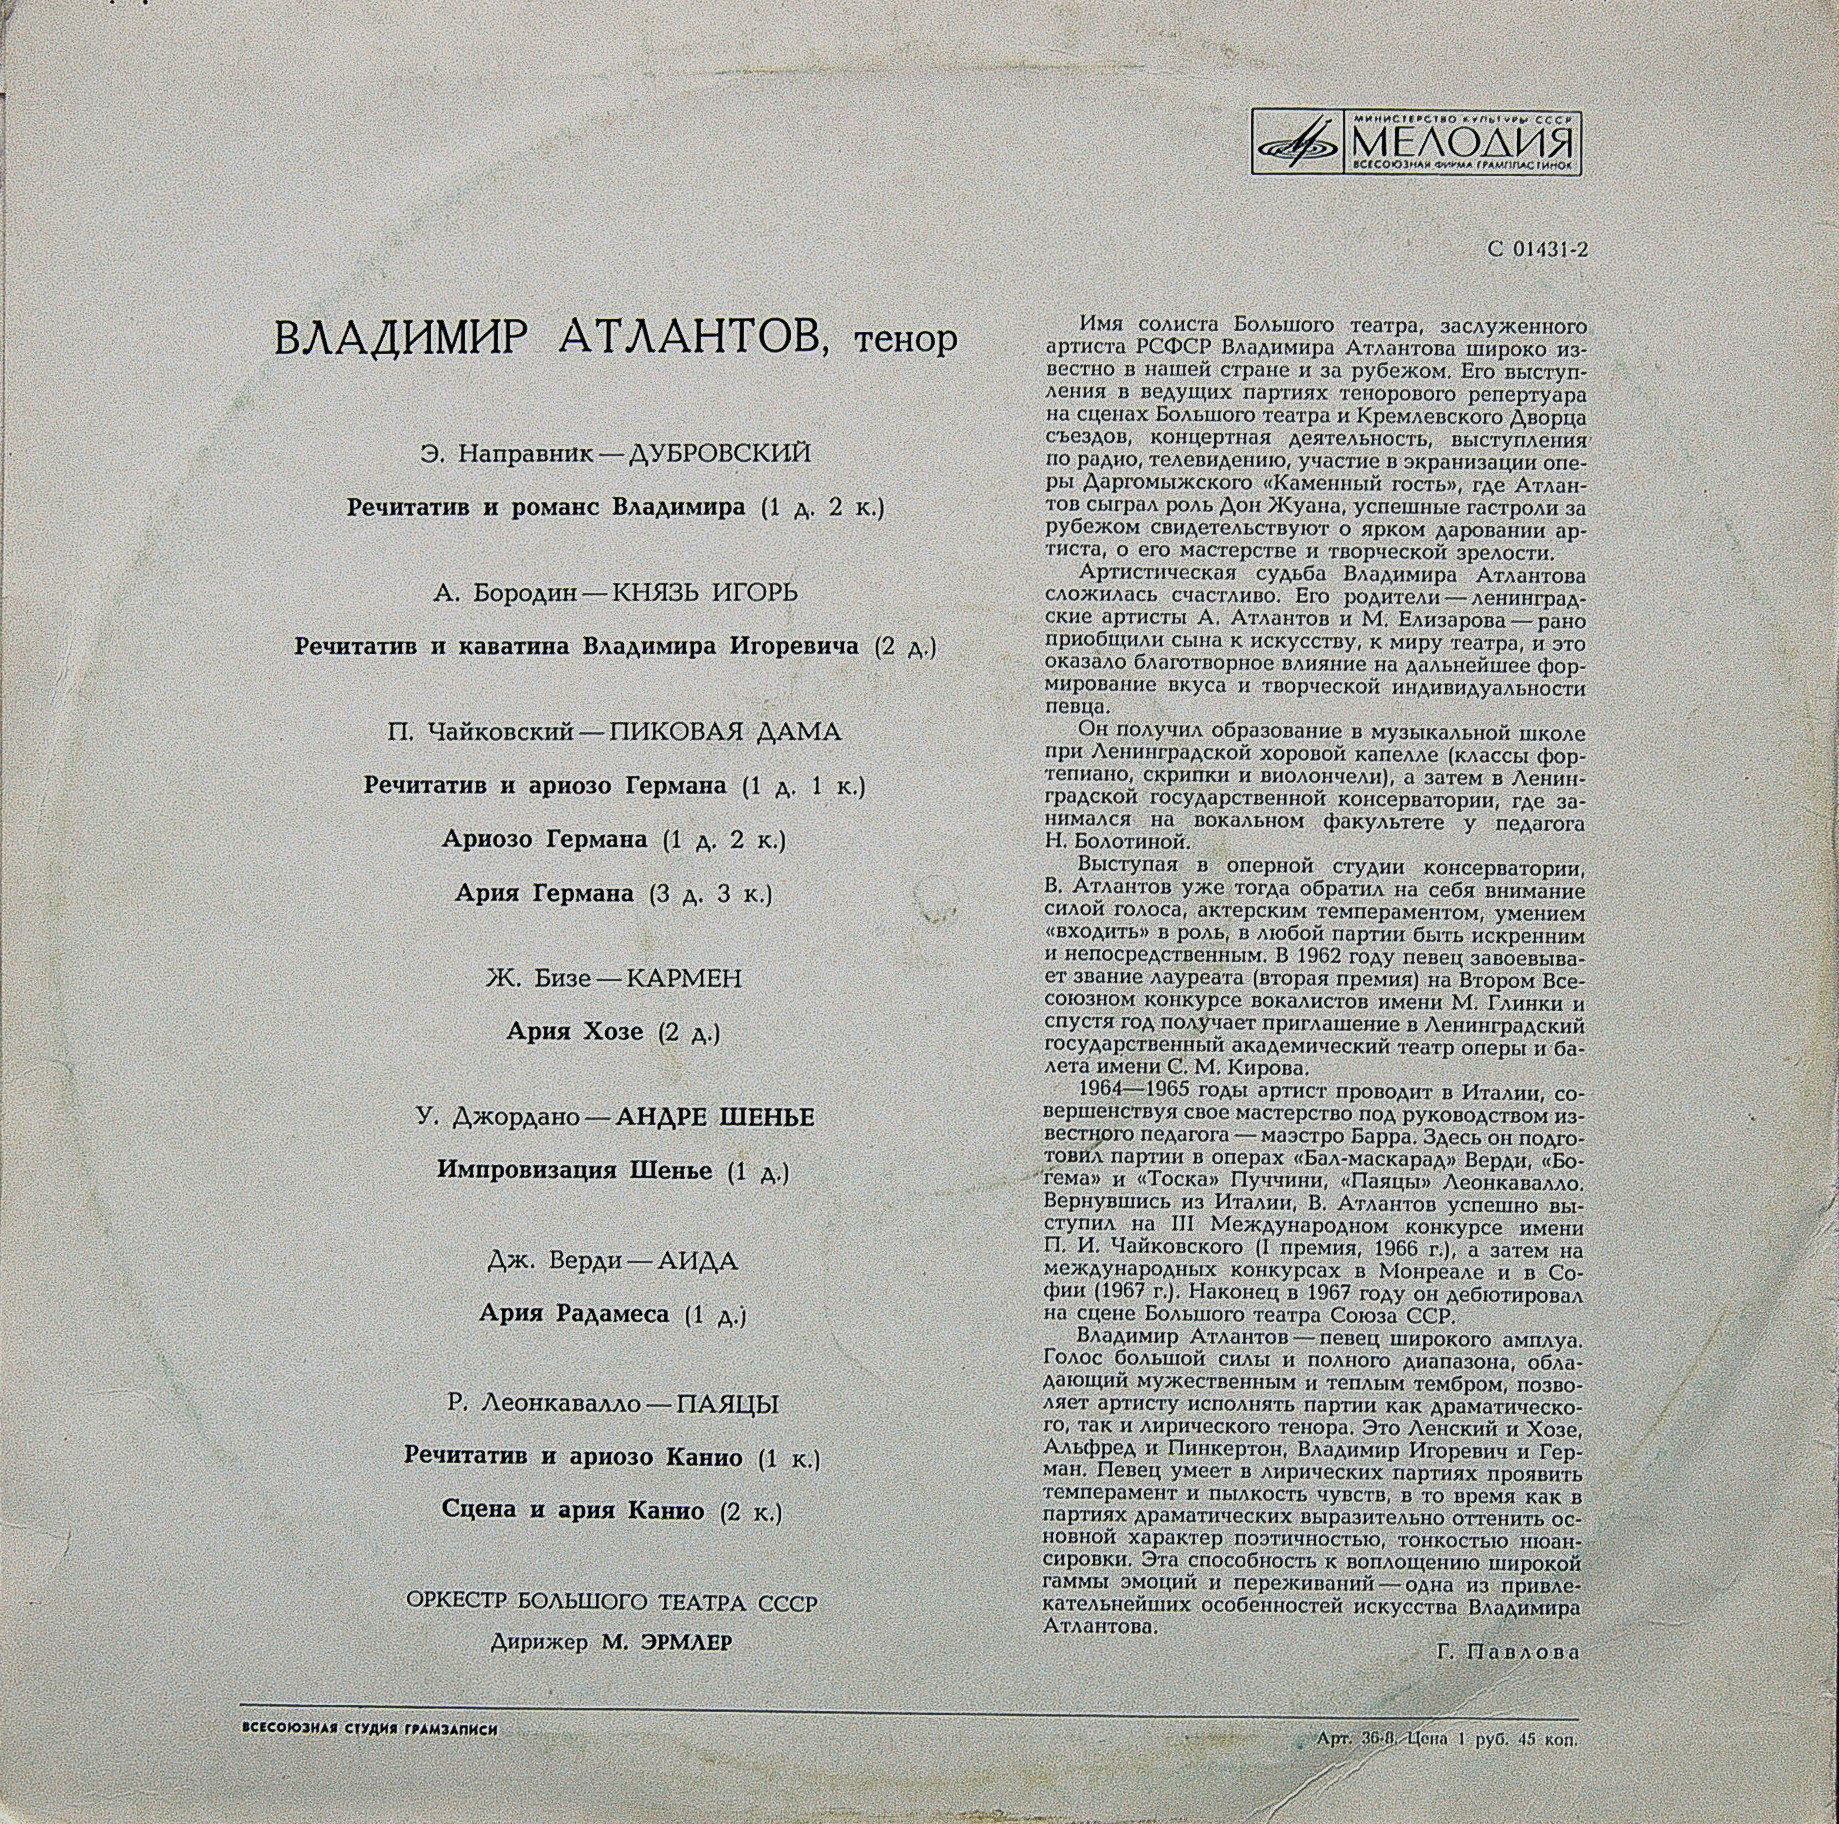 МИНИСТЕРСТВО КУЛЬТУРЫ СССР
МЕЛОДИЯ
ВСЕСОЮЗНАЯ ФИРМА ГРАМПЛАСТИНОК
С 01431-2
ВЛАДИМИР АТЛАНТОВ, тенор
Э. Направник — ДУБРОВСКИЙ
Речитатив и романс Владимира (1 д. 2 к.)
А. Бородин — КНЯЗЬ ИГОРЬ
Речитатив и каватина Владимира Игоревича (2 д.)
П. Чайковский — ПИКОВАЯ ДАМА
Речитатив и ариозо Германа (1 д. 1 к.)
Ариозо Германа (1 д. 2 к.)
Ария Германа (3 д. 3 к.)
Ж. Бизе — КАРМЕН
Ария Хозе (2 д.)
У. Джордано — АНДРЕ ШЕНЬЕ
Импровизация Шенье (1 д.)
Дж. Верди — АИДА
Ария Радамеса (1 д.)
Р. Леонкавалло — ПАЯЦЫ
Речитатив и ариозо Канио (1 к.)
Сцена и ария Канио (2 к.)
ОРКЕСТР БОЛЬШОГО ТЕАТРА СССР
Дирижер М. ЭРМЛЕР
Имя солиста Большого театра, заслуженного
артиста РСФСР Владимира Атлантова широко из-
вестно в нашей стране и за рубежом. Его выступ-
ления в ведущих партиях тенорового репертуара
на сценах Большого театра и Кремлевского Дворца
съездов, концертная деятельность, выступления
по радио, телевидению, участие в экранизации опе-
ры Даргомыжского «Каменный гость», где Атлан-
тов сыграл роль Дон Жуана, успешные гастроли за
рубежом свидетельствуют о ярком даровании ар-
тиста, о его мастерстве и творческой зрелости.
Артистическая судьба Владимира Атлантова
сложилась счастливо. Его родители — ленинград-
ские артисты А. Атлантов и М. Елизарова — рано
приобщили сына к искусству, к миру театра, и это
оказало благотворное влияние на дальнейшее фор-
мирование вкуса и творческой индивидуальности
певца.
Он получил образование в музыкальной школе
при Ленинградской хоровой капелле (классы фор-
тепиано, скрипки и виолончели), а затем в Ленин-
градской государственной консерватории, где за-
нимался на вокальном факультете у педагога
Н. Болотиной.
Выступая в оперной студии консерватории,
В. Атлантов уже тогда обратил на себя внимание
силой голоса, актерским темпераментом, умением
«входить» в роль, в любой партии быть искренним
и непосредственным. В 1962 году певец завоевыва-
ет звание лауреата (вторая премия) на Втором Все-
союзном конкурсе вокалистов имени М. Глинки и
спустя год получает приглашение в Ленинградский
государственный академический театр оперы и ба-
лета имени С. М. Кирова.
1964—1965 годы артист проводит в Италии, со-
вершенствуя свое мастерство под руководством из-
вестного педагога — маэстро Барра. Здесь он подго-
товил партии в операх «Бал-маскарад» Верди, «Бо-
гема» и «Тоска» Пуччини, «Паяцы» Леонкавалло.
Вернувшись из Италии, В. Атлантов успешно вы-
ступил на III Международном конкурсе имени
П. И. Чайковского (I премия, 1966 г.), а затем на
международных конкурсах в Монреале и в Со-
фии (1967 г.). Наконец в 1967 году он дебютировал
на сцене Большого театра Союза ССР.
Владимир Атлантов — певец широкого амплуа.
Голос большой силы и полного диапазона, обла-
дающий мужественным и теплым тембром, позво-
ляет артисту исполнять партии как драматическо-
го, так и лирического тенора. Это Ленский и Хозе,
Альфред и Пинкертон, Владимир Игоревич и Гер-
ман. Певец умеет в лирических партиях проявить
темперамент и пылкость чувств, в то время как в
партиях драматических выразительно оттенить ос-
новной характер поэтичностью, тонкостью нюан-
сировки. Эта способность к воплощению широкой
гаммы эмоций и переживаний — одна из привле-
кательнейших особенностей искусства Владимира
Атлантова.
Г. Павлова
ВСЕСОЮЗНАЯ СТУДИЯ ГРАМЗАПИСИ
Арт. 36-8. Цена 1 руб. 45 коп.